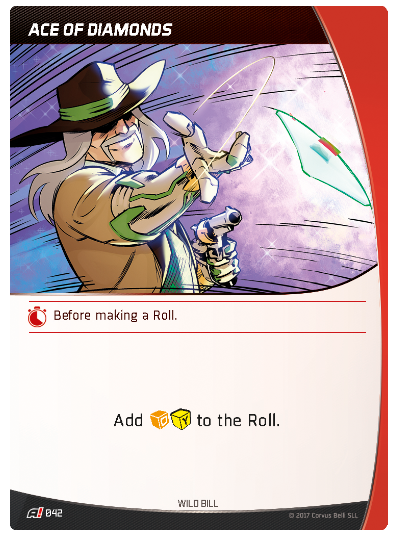 ACE OF DIAMONDS
Before making a Roll.
Add O Y to the Roll.
WILD BILL
A! 042
© 2017 Corvus Belli SLL